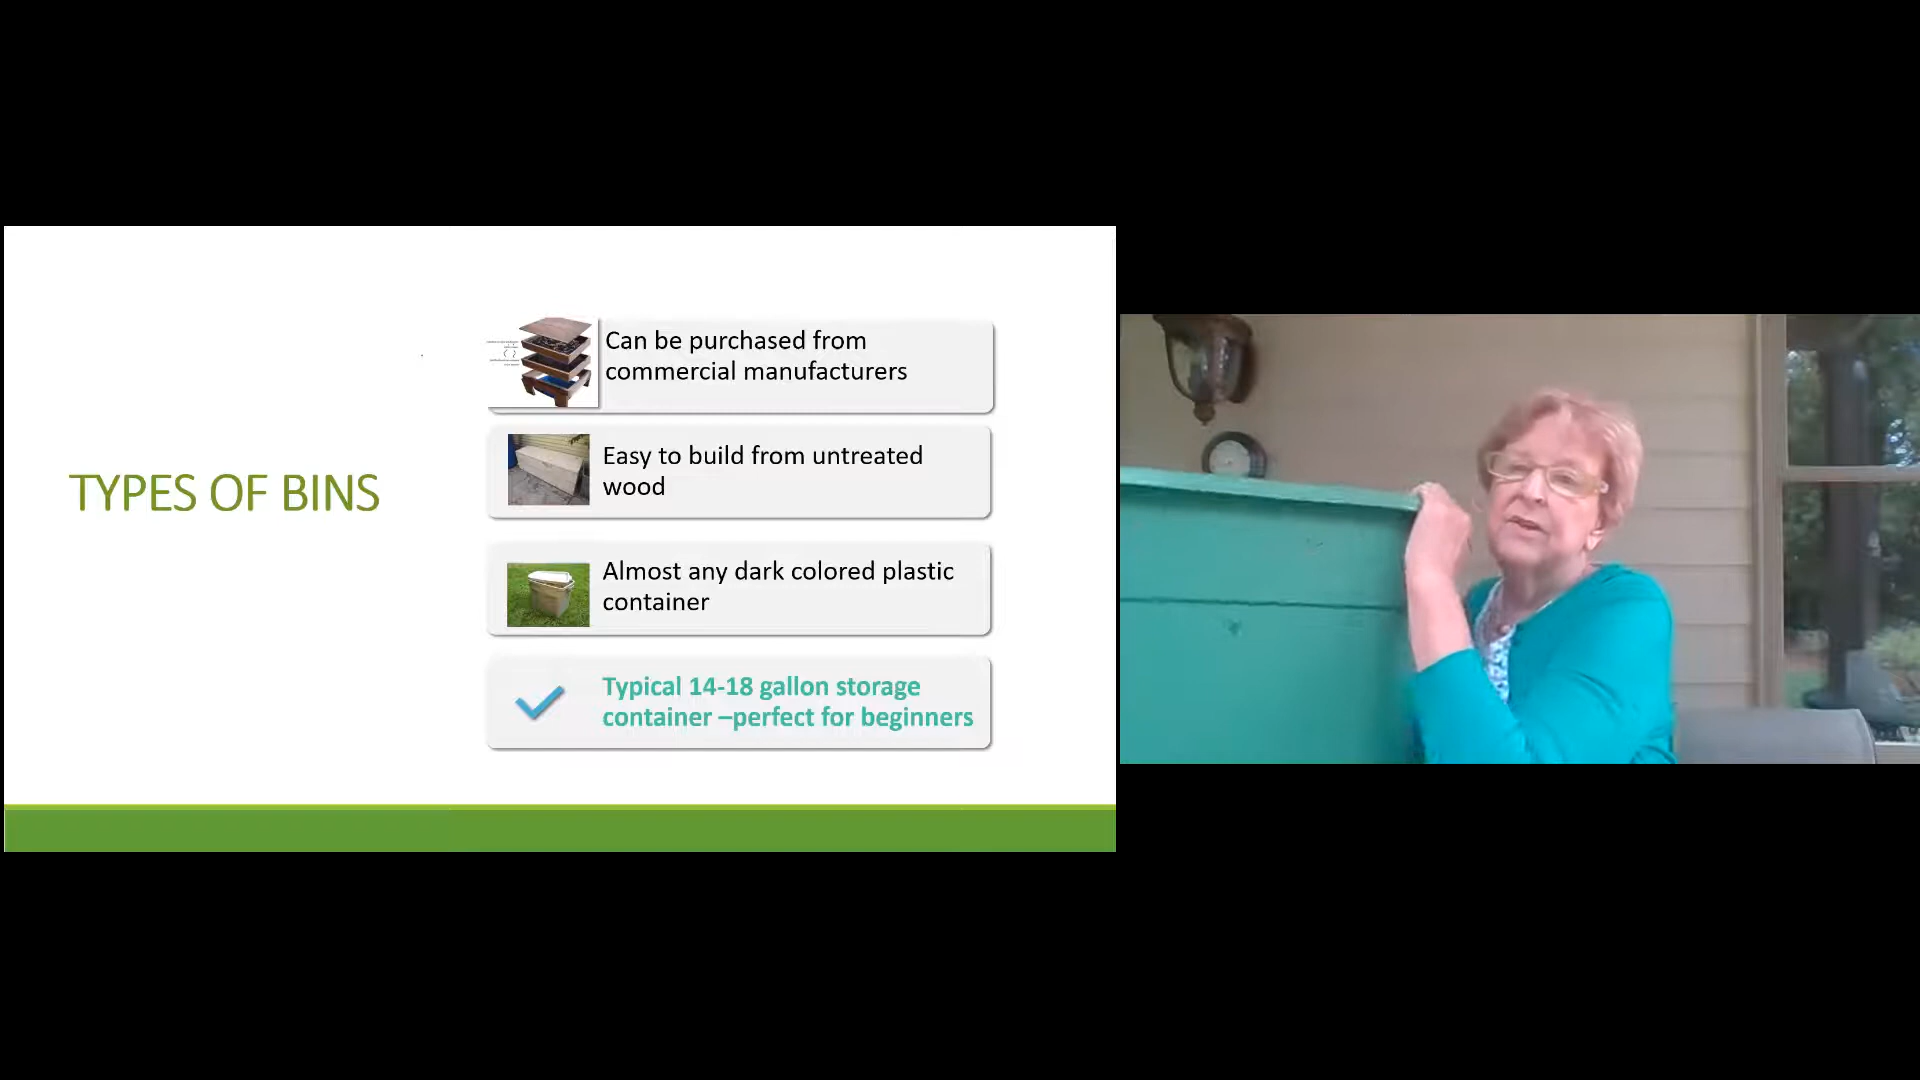 TYPES OF BINS
Can be purchased from
commercial manufacturers
Easy to build from untreated
wood
Almost any dark colored plastic
container
Typical 14-18 gallon storage
container –perfect for beginners